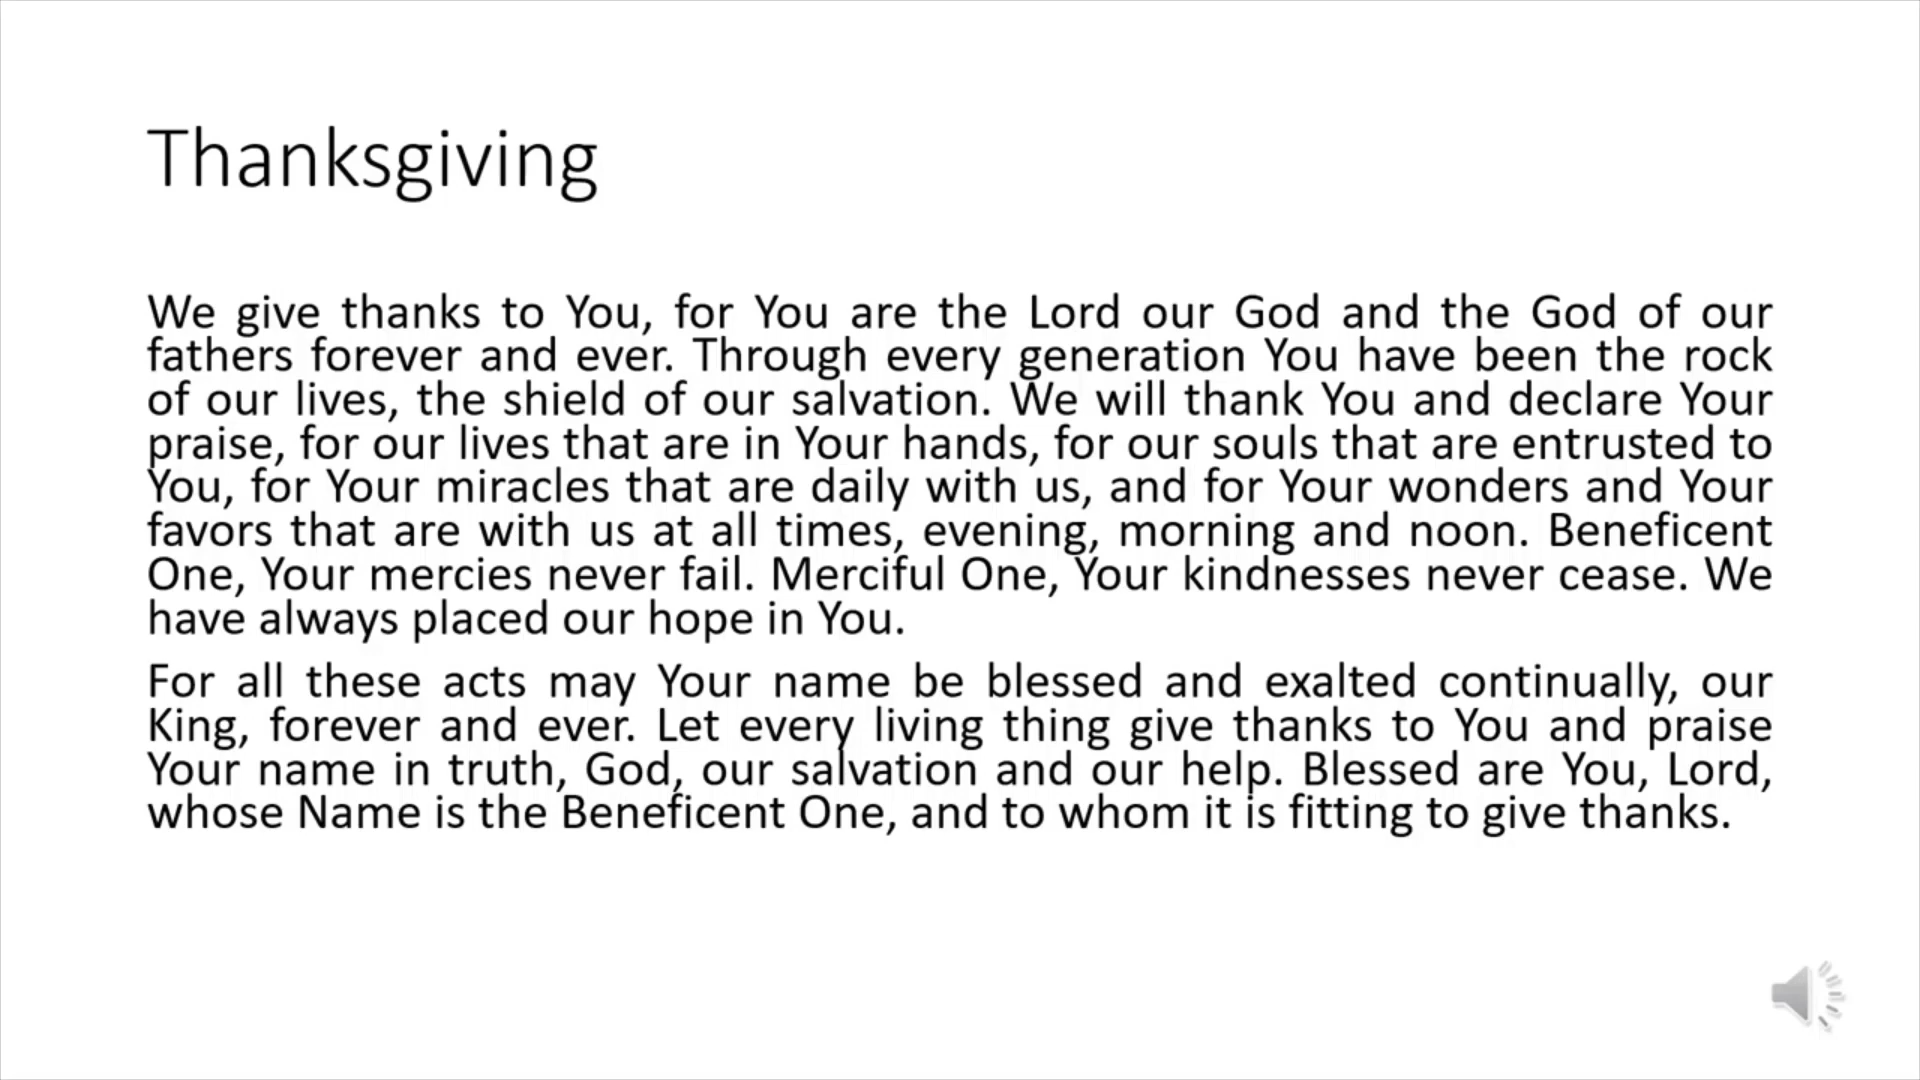 Thanksgiving
We give thanks to You, for You are the Lord our God and the God of our
fathers forever and ever. Through every generation You have been the rock
of our lives, the shield of our salvation. We will thank You and declare Your
praise, for our lives that are in Your hands, for our souls that are entrusted to
You, for Your miracles that are daily with us, and for Your wonders and Your
favors that are with us at all times, evening, morning and noon. Beneficent
One, Your mercies never fail. Merciful One, Your kindnesses never cease. We
have always placed our hope in You.
For all these acts may Your name be blessed and exalted continually, our
King, forever and ever. Let every living thing give thanks to You and praise
Your name in truth, God, our salvation and our help. Blessed are You, Lord,
whose Name is the Beneficent One, and to whom it is fitting to give thanks.